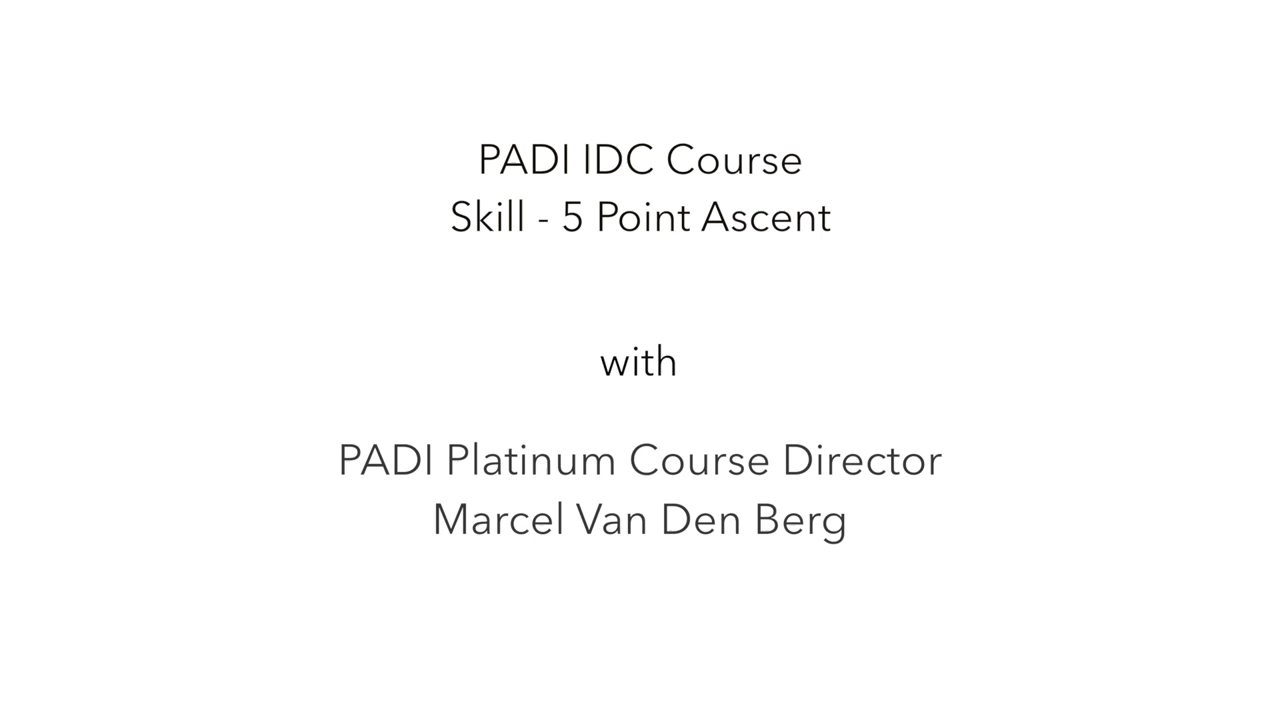 PADI IDC Course
Skill - 5 Point Ascent
with
PADI Platinum Course Director
Marcel Van Den Berg